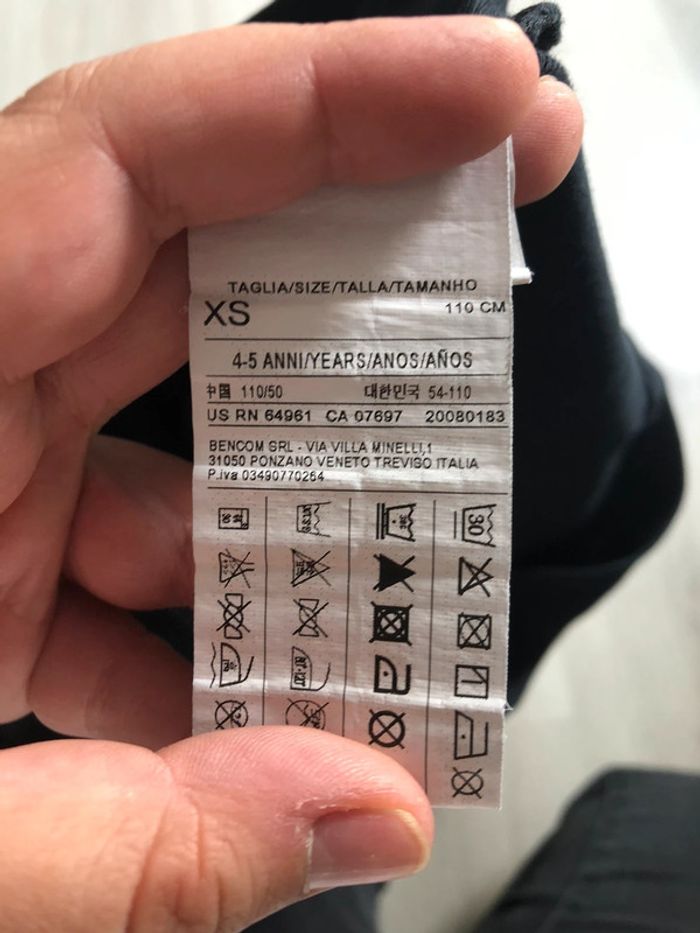 TAGLIA/SIZE/TALLA/TAMANHO
XS 110 CM
4-5 ANNI/YEARS/ANOS/AÑOS
中国 110/50 대한민국 54-110
US RN 64961 CA 07697 20080183
BENCOM SRL - VIA VILLA MINELLI,1
31050 PONZANO VENETO TREVISO ITALIA
P.iva 03490770264
30